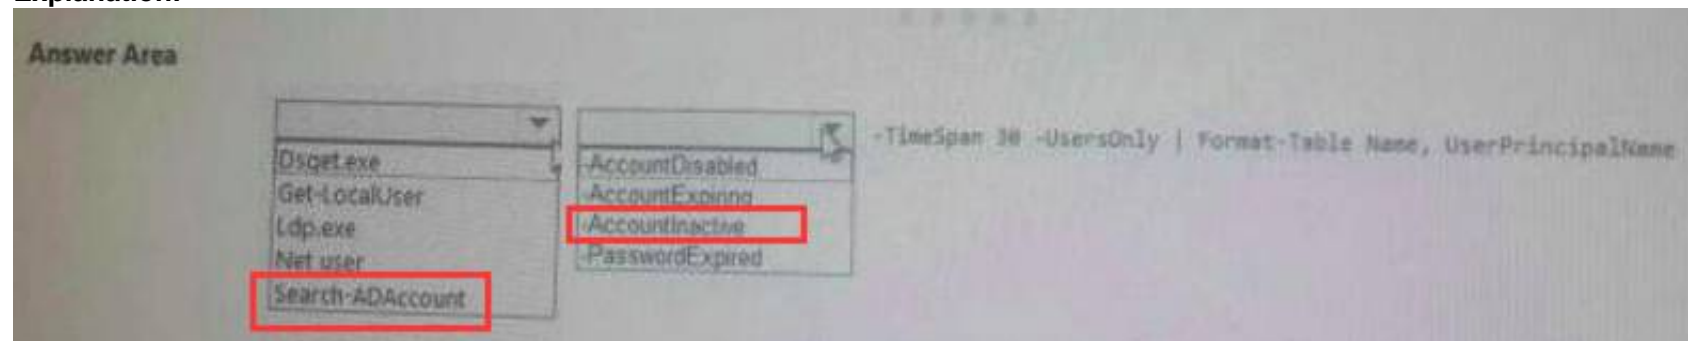 Answer Area
-TimeSpan 30 -UsersOnly | Format-Table Name, UserPrincipalName
Dsget.exe
Get-LocalUser
Ldp.exe
Net user
Search-ADAccount
-AccountDisabled
-AccountExpiring
-AccountInactive
-PasswordExpired